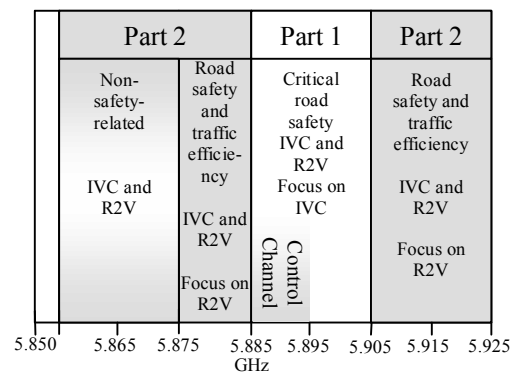 Part 2
Part 1
Part 2
Non-
safety-
related
IVC and
R2V
Road
safety
and
traffic
efficie-
ncy
IVC and
R2V
Focus on
R2V
Critical
road
safety
IVC and
R2V
Focus on
IVC
Control
Channel
Road
safety and
traffic
efficiency
IVC and
R2V
Focus on
R2V
5.850 5.865 5.875 5.885 5.895 5.905 5.915 5.925
GHz